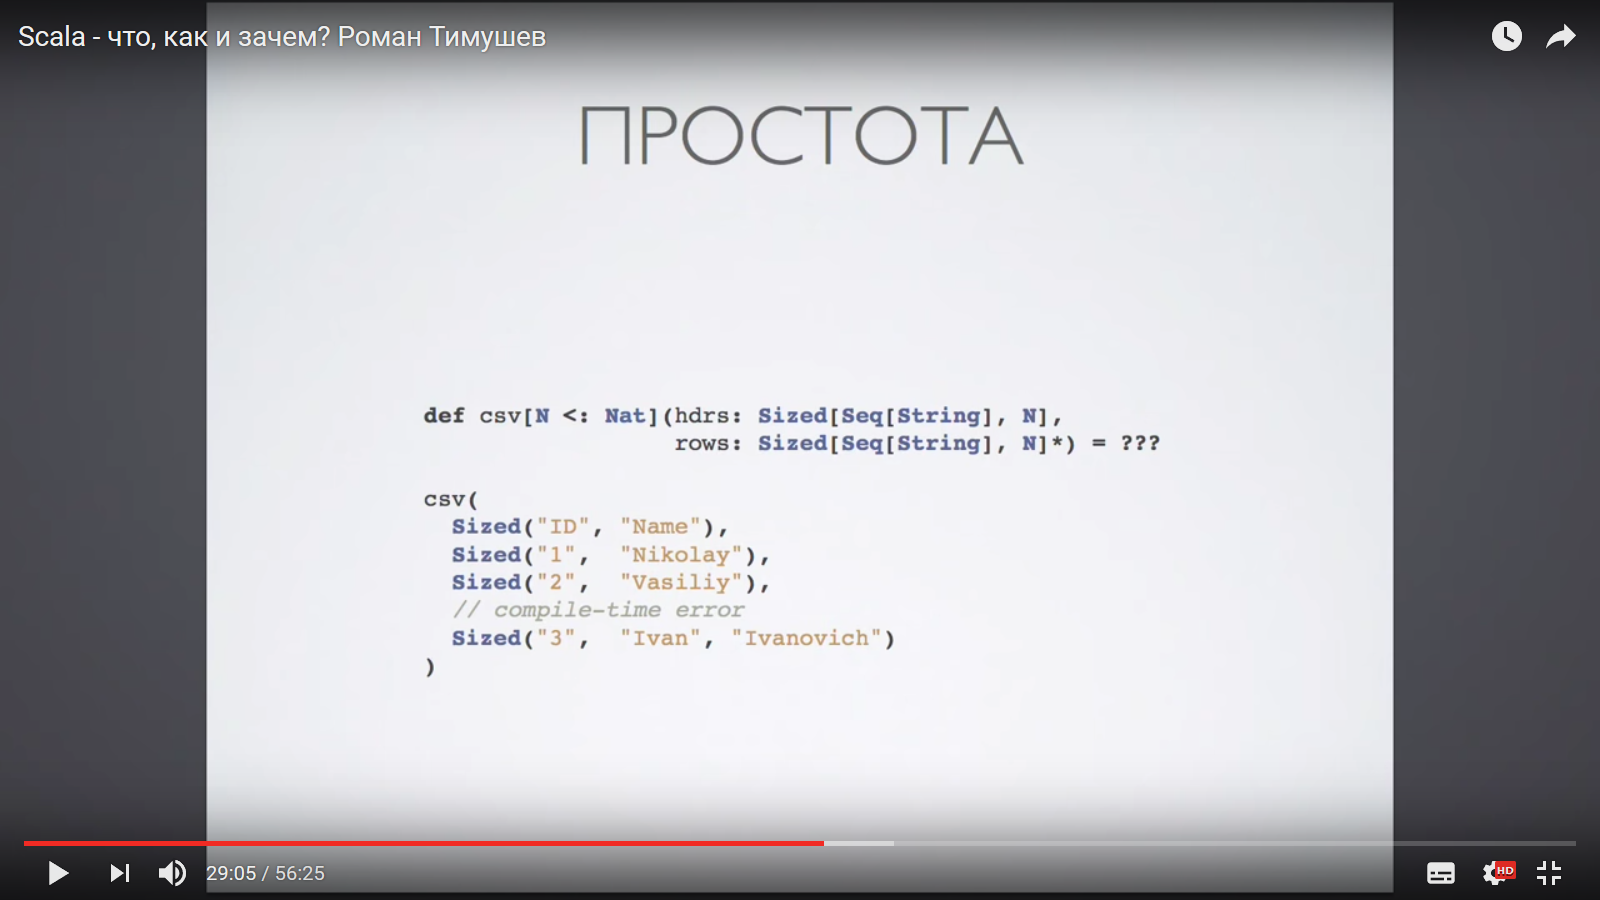 Scala - что, как и зачем? Роман Тимушев
ПРОСТОТА
def csv[N <: Nat](hdrs: Sized[Seq[String], N],
rows: Sized[Seq[String], N]*) = ???
csv(
Sized("ID", "Name"),
Sized("1", "Nikolay"),
Sized("2", "Vasiliy"),
// compile-time error
Sized("3", "Ivan", "Ivanovich")
)
29:05 / 56:25
HD